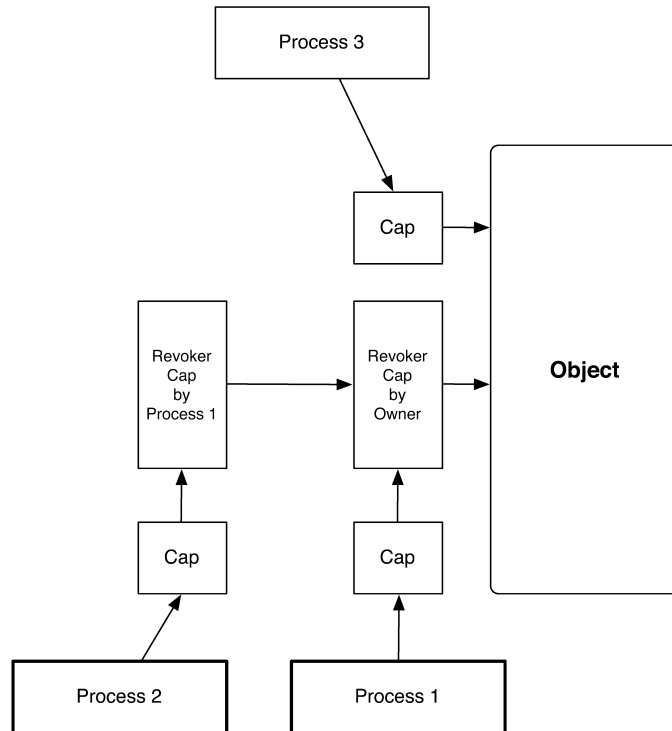 Process 3
Cap
Revoker
Cap
by
Process 1
Revoker
Cap
by
Owner
Object
Cap
Cap
Process 2
Process 1